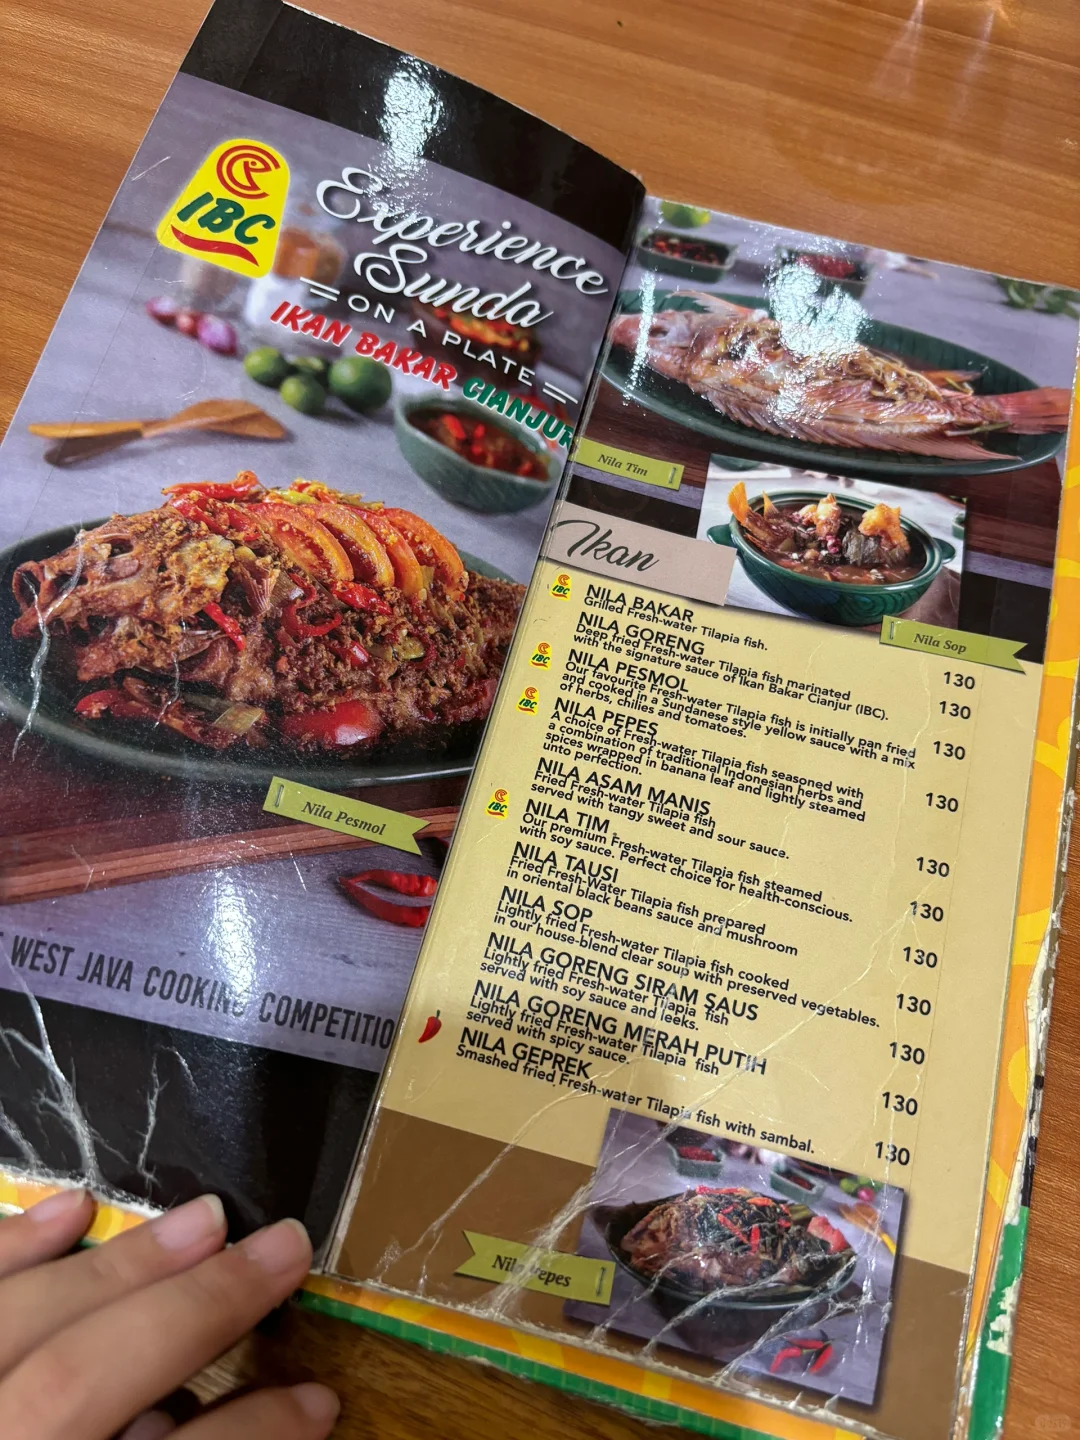 IBC
Experience
Sunda
ON A PLATE
IKAN BAKAR CIANJUR
Nila Pesmol
WEST JAVA COOKING COMPETITIO
Nila Tim
Ikan
Nila Sop
IBC
NILA BAKAR
Grilled Fresh-water Tilapia fish.
130
NILA GORENG
Deep fried Fresh-water Tilapia fish marinated
with the signature sauce of Ikan Bakar Cianjur (IBC).
130
IBC
NILA PESMOL
Our favourite Fresh-water Tilapia fish is initially pan fried
and cooked in a Sundanese style yellow sauce with a mix
of herbs, chilies and tomatoes.
130
IBC
NILA PEPES
A choice of Fresh-water Tilapia fish seasoned with
a combination of traditional Indonesian herbs and
spices wrapped in banana leaf and lightly steamed
unto perfection.
130
NILA ASAM MANIS
Fried Fresh-water Tilapia fish
served with tangy sweet and sour sauce.
130
IBC
NILA TIM
Our premium Fresh-water Tilapia fish steamed
with soy sauce. Perfect choice for health-conscious.
130
NILA TAUSI
Fried Fresh-Water Tilapia fish prepared
in oriental black beans sauce and mushroom
130
NILA SOP
Lightly fried Fresh-water Tilapia fish cooked
in our house-blend clear soup with preserved vegetables.
130
NILA GORENG SIRAM SAUS
Lightly fried Fresh-water Tilapia fish
served with soy sauce and leeks.
130
NILA GORENG MERAH PUTIH
Lightly fried Fresh-water Tilapia fish
served with spicy sauce.
130
NILA GEPREK
Smashed fried Fresh-water Tilapia fish with sambal.
130
Nila Pepes